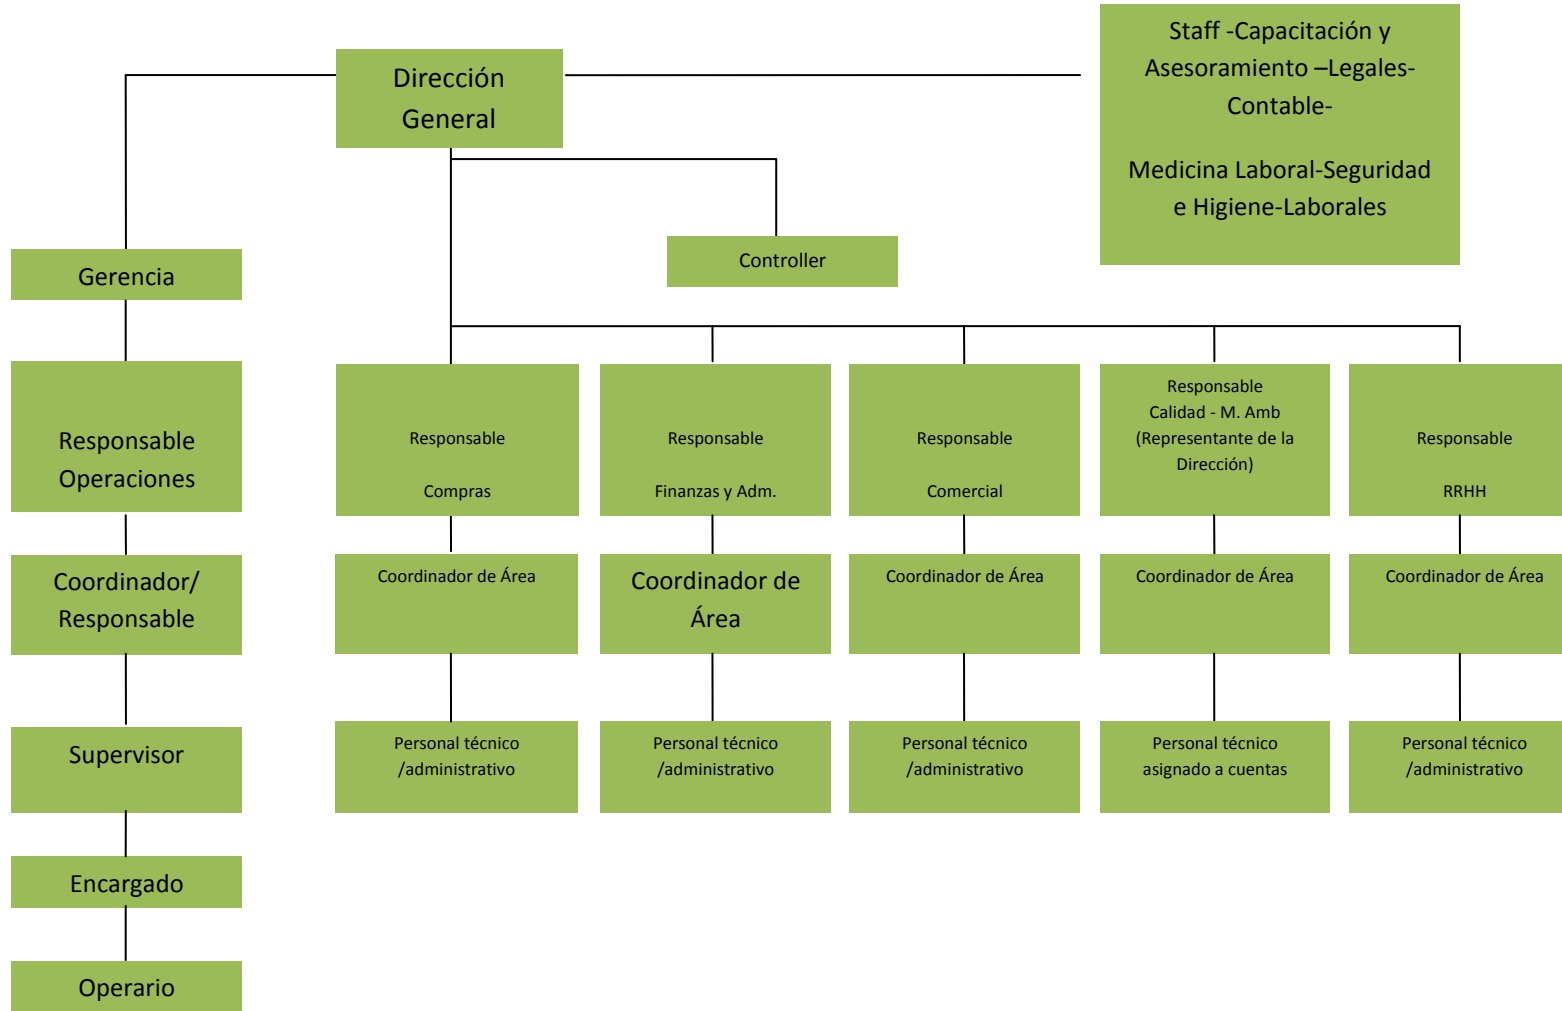 Staff -Capacitación y
Asesoramiento –Legales-
Contable-
Medicina Laboral-Seguridad
e Higiene-Laborales
Dirección
General
Controller
Gerencia
Responsable
Operaciones
Responsable
Compras
Responsable
Finanzas y Adm.
Responsable
Comercial
Responsable
Calidad - M. Amb
(Representante de la
Dirección)
Responsable
RRHH
Coordinador/
Responsable
Coordinador de Área
Coordinador de
Área
Coordinador de Área
Coordinador de Área
Coordinador de Área
Supervisor
Personal técnico
/administrativo
Personal técnico
/administrativo
Personal técnico
/administrativo
Personal técnico
asignado a cuentas
Personal técnico
/administrativo
Encargado
Operario